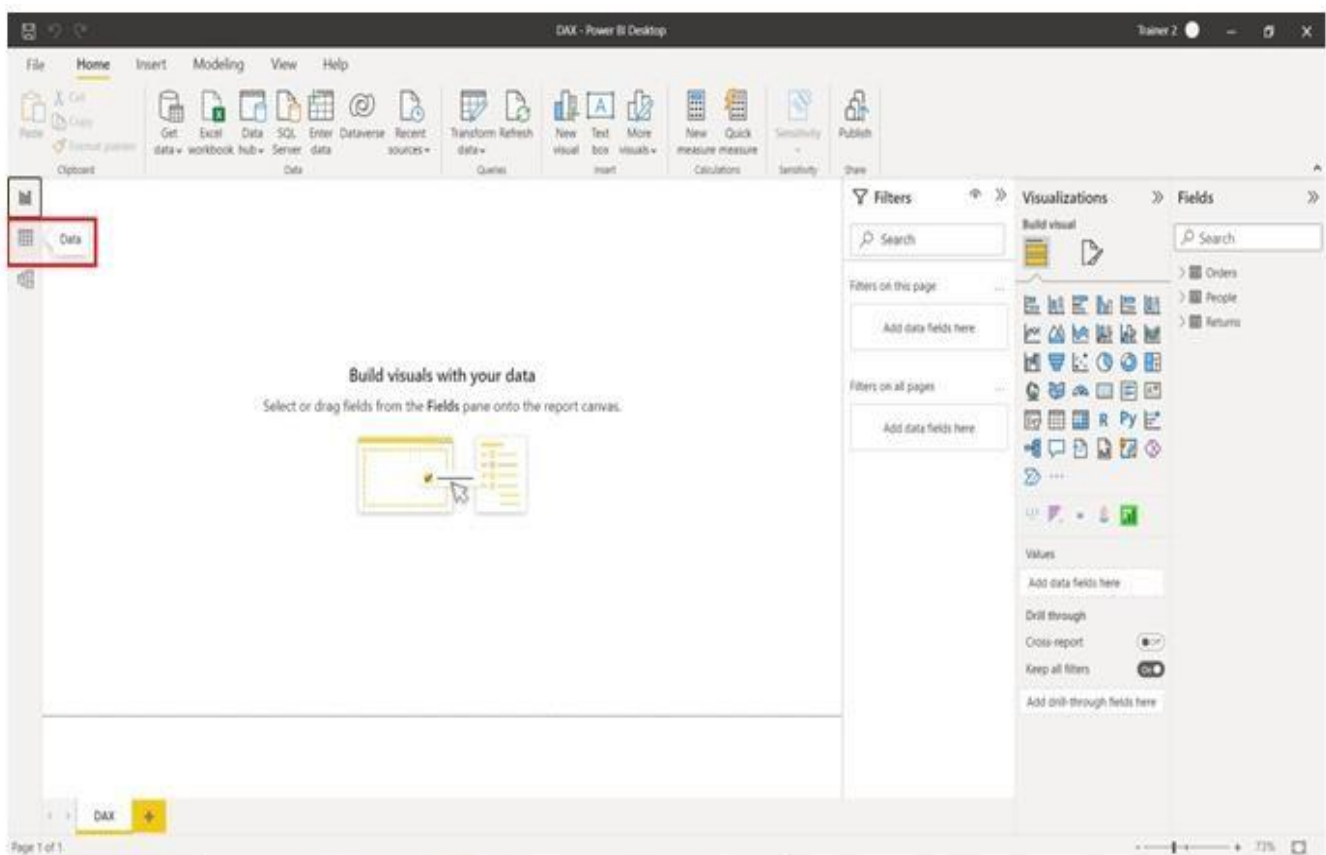 DAX - Power BI Desktop
Trainer 2
File Home Insert Modeling View Help
Paste
Cut
Copy
Format painter
Clipboard
Get data
Excel workbook
Data hub
SQL Server
Enter data
Dataverse
Recent sources
Data
Transform data
Refresh
Queries
New visual
Text box
More visuals
Insert
New measure
Quick measure
Calculations
Sensitivity
Sensitivity
Publish
Share
Data
Build visuals with your data
Select or drag fields from the Fields pane onto the report canvas.
Filters
Search
Filters on this page
...
Add data fields here
Filters on all pages
...
Add data fields here
Visualizations
Build visual
R Py
...
Values
Add data fields here
Drill through
Cross-report
Off
Keep all filters
On
Add drill-through fields here
Fields
Search
Orders
People
Returns
DAX
Page 1 of 1
73%